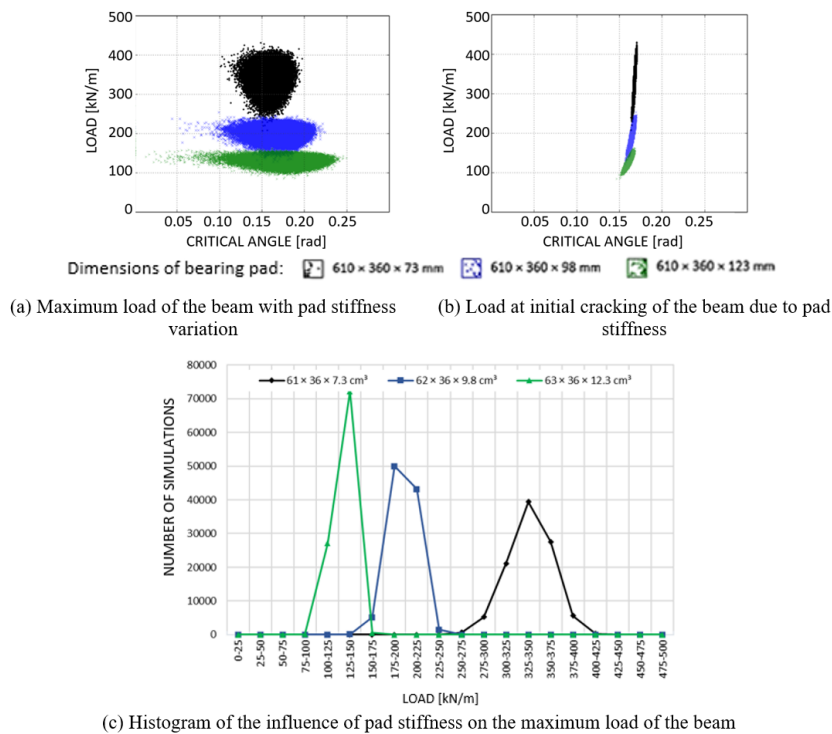 500
400
300
200
100
0
LOAD [kN/m]
0.05 0.10 0.15 0.20 0.25
CRITICAL ANGLE [rad]
500
400
300
200
100
0
LOAD [kN/m]
0.05 0.10 0.15 0.20 0.25
CRITICAL ANGLE [rad]
Dimensions of bearing pad: 610 × 360 × 73 mm 610 × 360 × 98 mm 610 × 360 × 123 mm
(a) Maximum load of the beam with pad stiffness
variation
(b) Load at initial cracking of the beam due to pad
stiffness
80000
70000
60000
50000
40000
30000
20000
10000
0
NUMBER OF SIMULATIONS
61 × 36 × 7.3 cm³ 62 × 36 × 9.8 cm³ 63 × 36 × 12.3 cm³
0-25
25-50
50-75
75-100
100-125
125-150
150-175
175-200
200-225
225-250
250-275
275-300
300-325
325-350
350-375
375-400
400-425
425-450
450-475
475-500
LOAD [kN/m]
(c) Histogram of the influence of pad stiffness on the maximum load of the beam